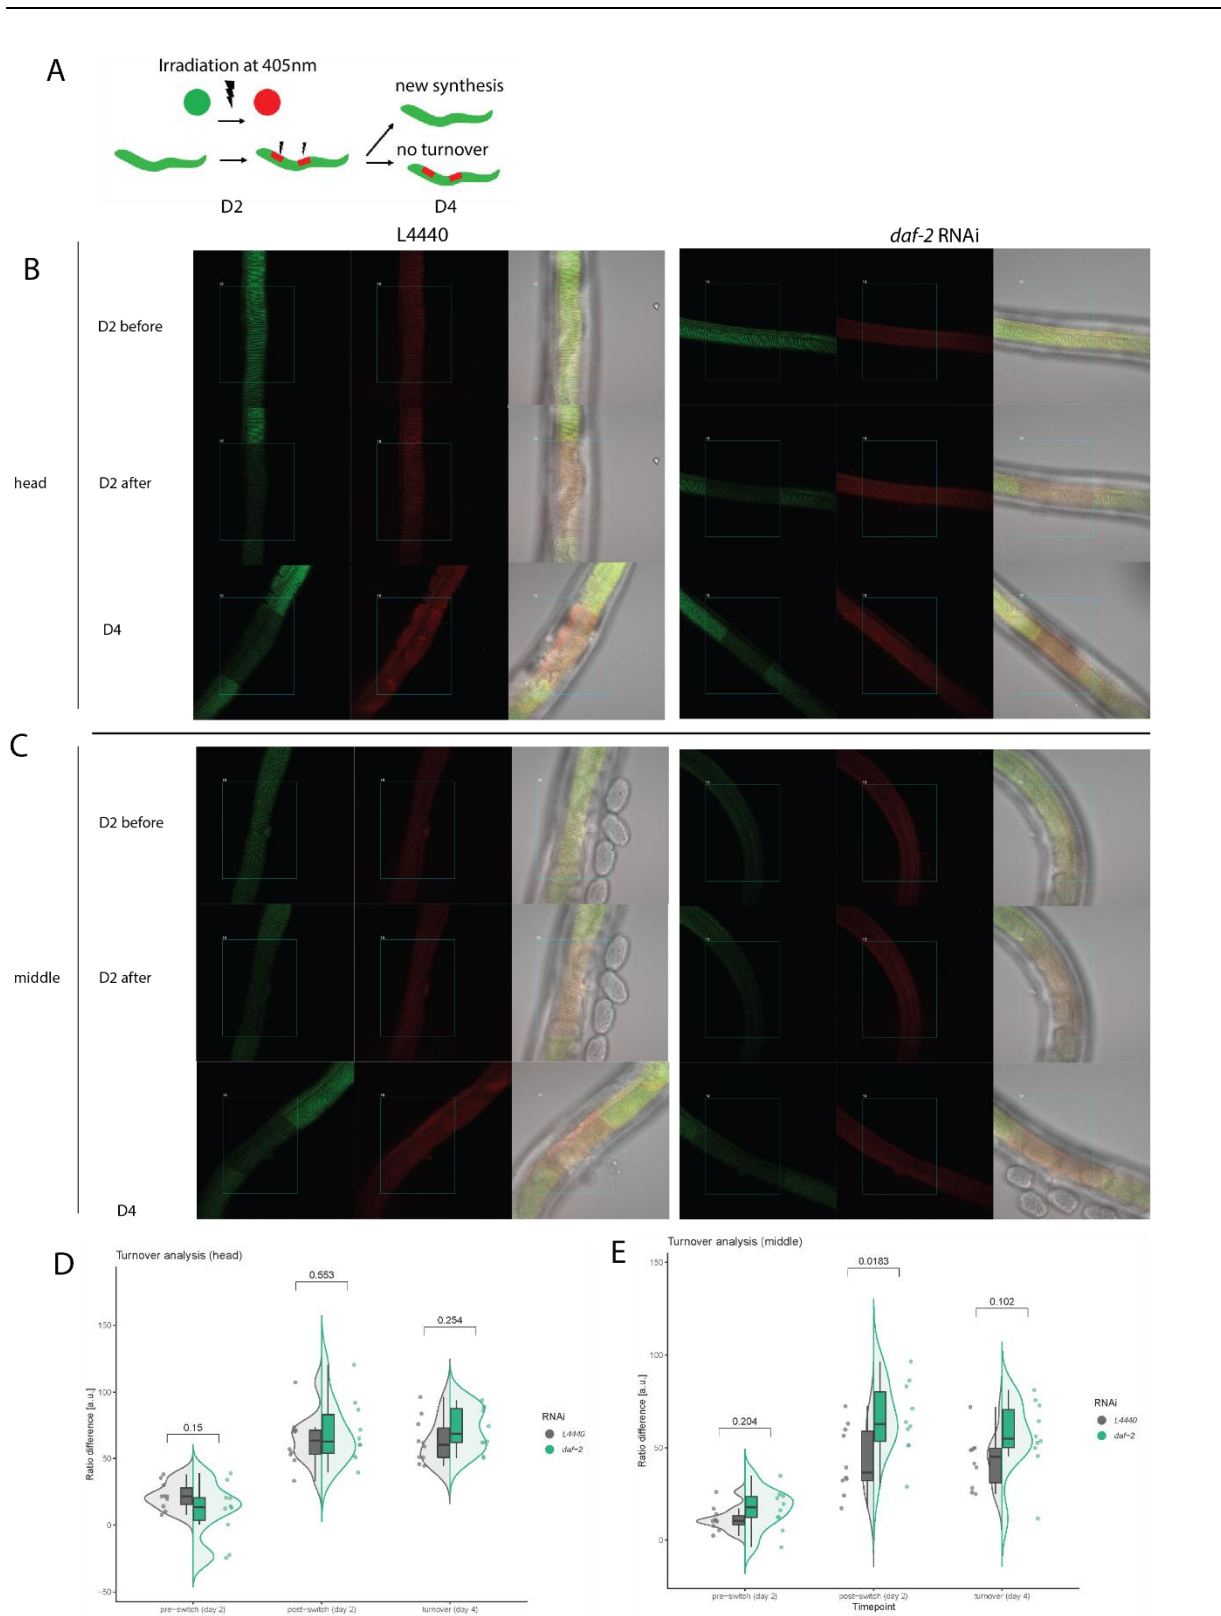 A
Irradiation at 405nm
new synthesis
no turnover
D2
D4
L4440
daf-2 RNAi
B
D2 before
head
D2 after
D4
C
D2 before
middle
D2 after
D4
D
Turnover analysis (head)
0.553
0.254
0.15
150
100
50
0
−50
Ratio difference [a.u.]
pre−switch (day 2)
post−switch (day 2)
turnover (day 4)
RNAi
L4440
daf−2
E
Turnover analysis (middle)
0.0183
0.102
0.204
150
100
50
0
Ratio difference [a.u.]
pre−switch (day 2)
post−switch (day 2)
turnover (day 4)
Timepoint
RNAi
L4440
daf−2